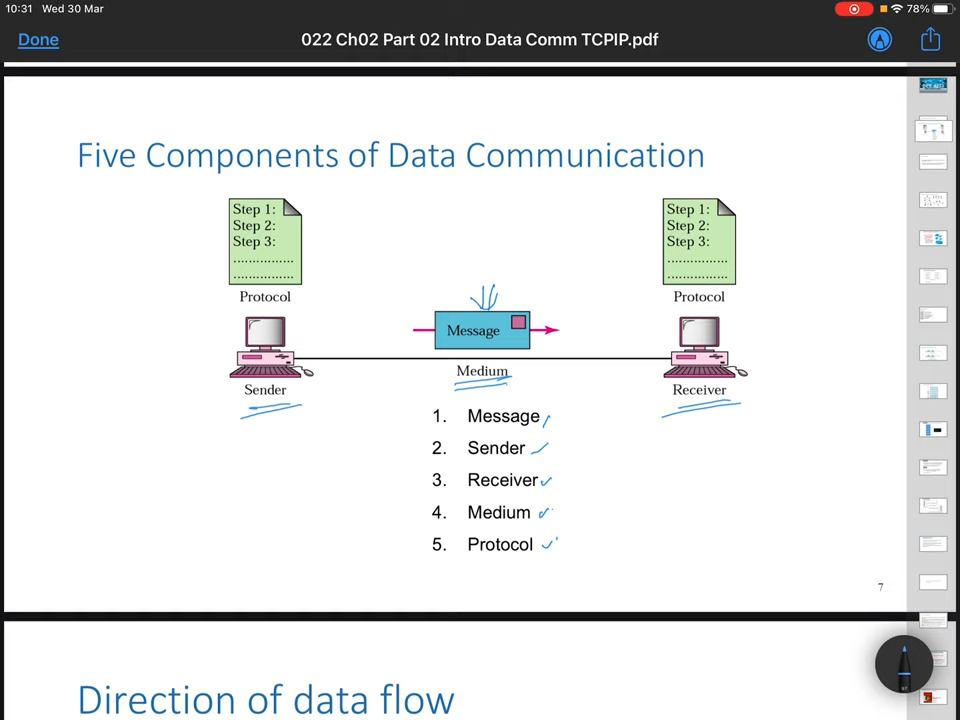 10:31 Wed 30 Mar
78%
Done
022 Ch02 Part 02 Intro Data Comm TCPIP.pdf
Five Components of Data Communication
Step 1:
Step 2:
Step 3:
................
................
Protocol
Step 1:
Step 2:
Step 3:
................
................
Protocol
Message
Medium
Sender
Receiver
1. Message
2. Sender
3. Receiver
4. Medium
5. Protocol
7
Direction of data flow